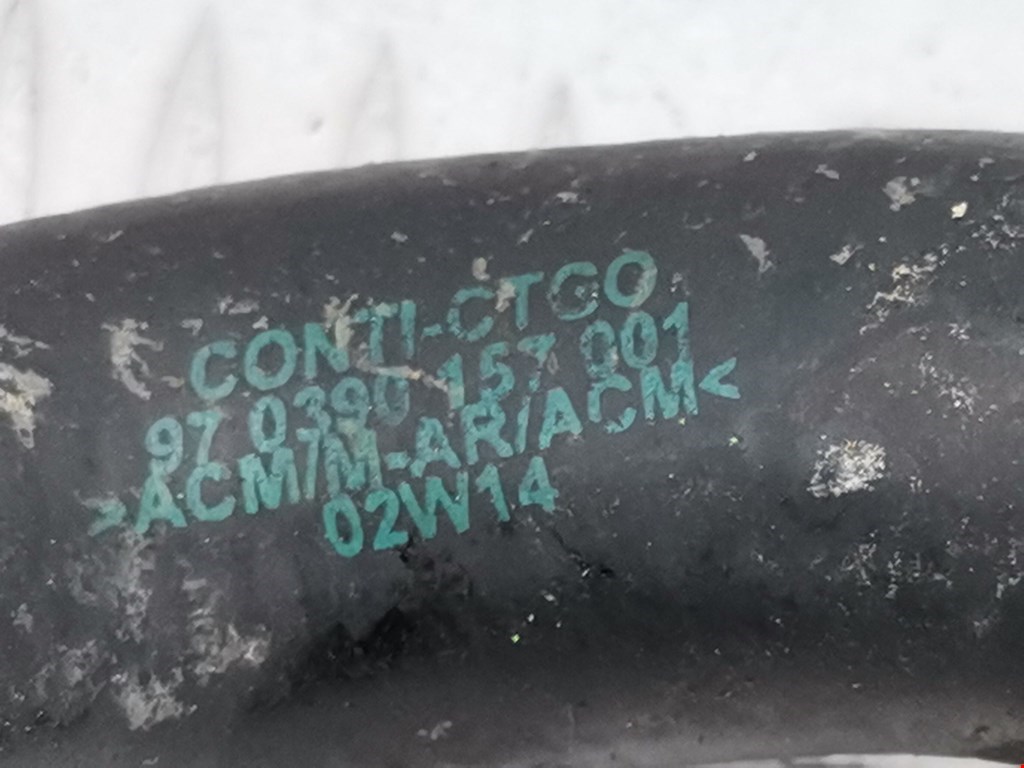 CONTI-CTGO
97 0390 157 001
>ACM/M-AR/ACM<
02W14